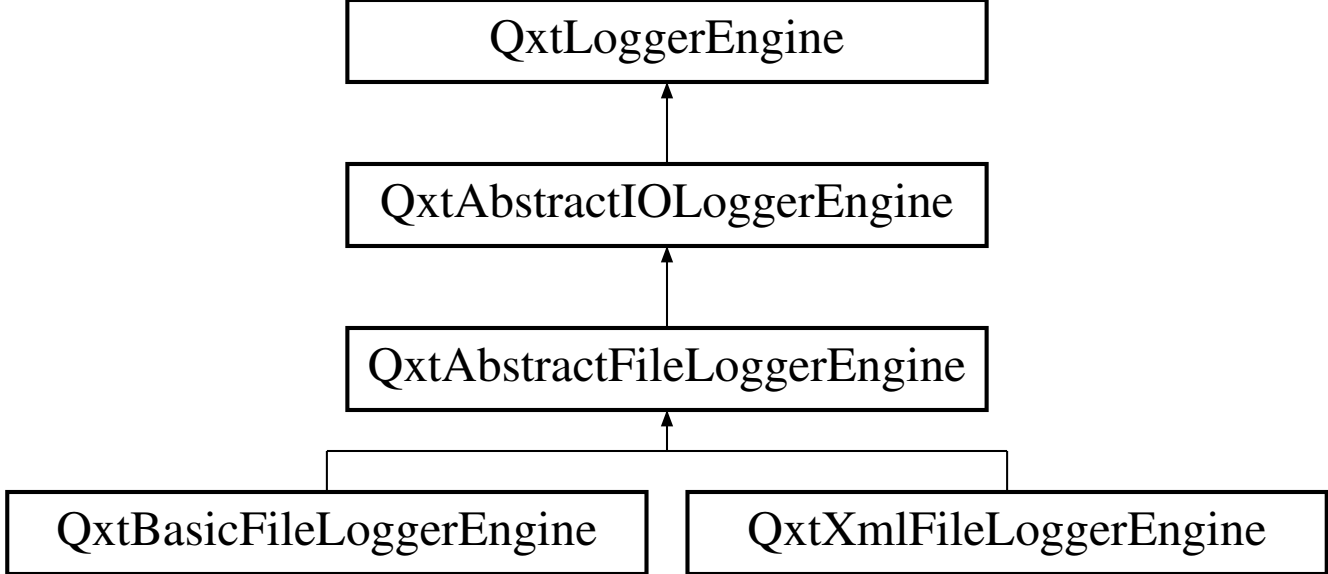 QxtLoggerEngine
QxtAbstractIOLoggerEngine
QxtAbstractFileLoggerEngine
QxtBasicFileLoggerEngine
QxtXmlFileLoggerEngine